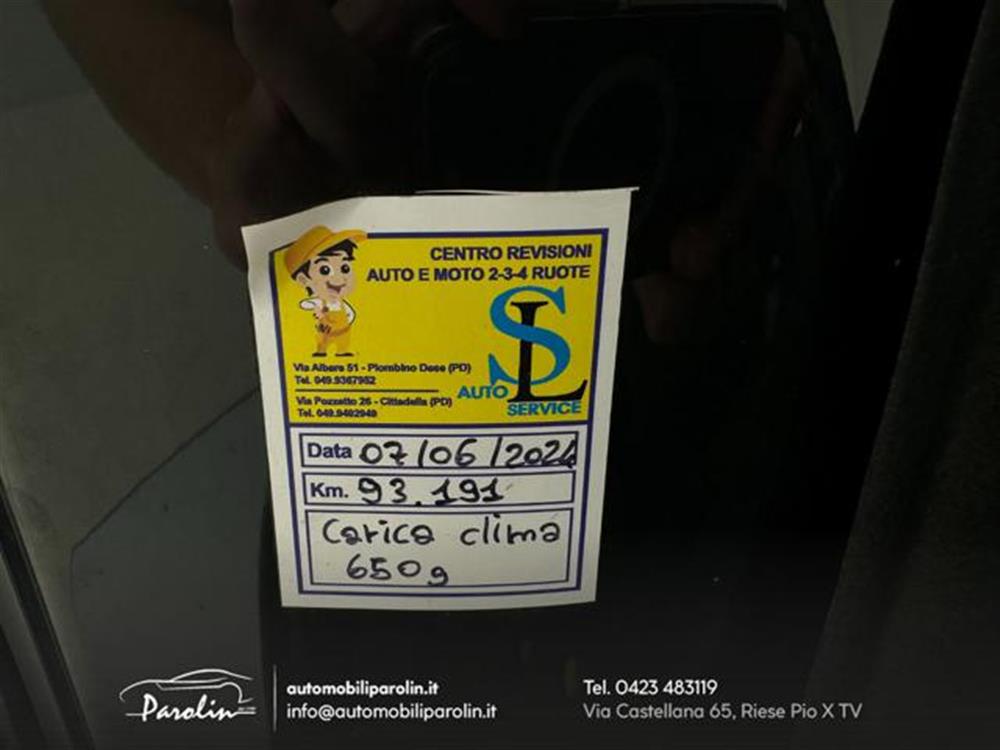 CENTRO REVISIONI
AUTO E MOTO 2-3-4 RUOTE
SL
AUTO
SERVICE
Via Albere 51 - Piombino Dese (PD)
Tel. 049.9367952
Via Pozzetto 26 - Cittadella (PD)
Tel. 049.9402949
Data 07/06/2024
Km. 93.191
Carica clima
650g
Parolin
automobiliparolin.it
info@automobiliparolin.it
Tel. 0423 483119
Via Castellana 65, Riese Pio X TV